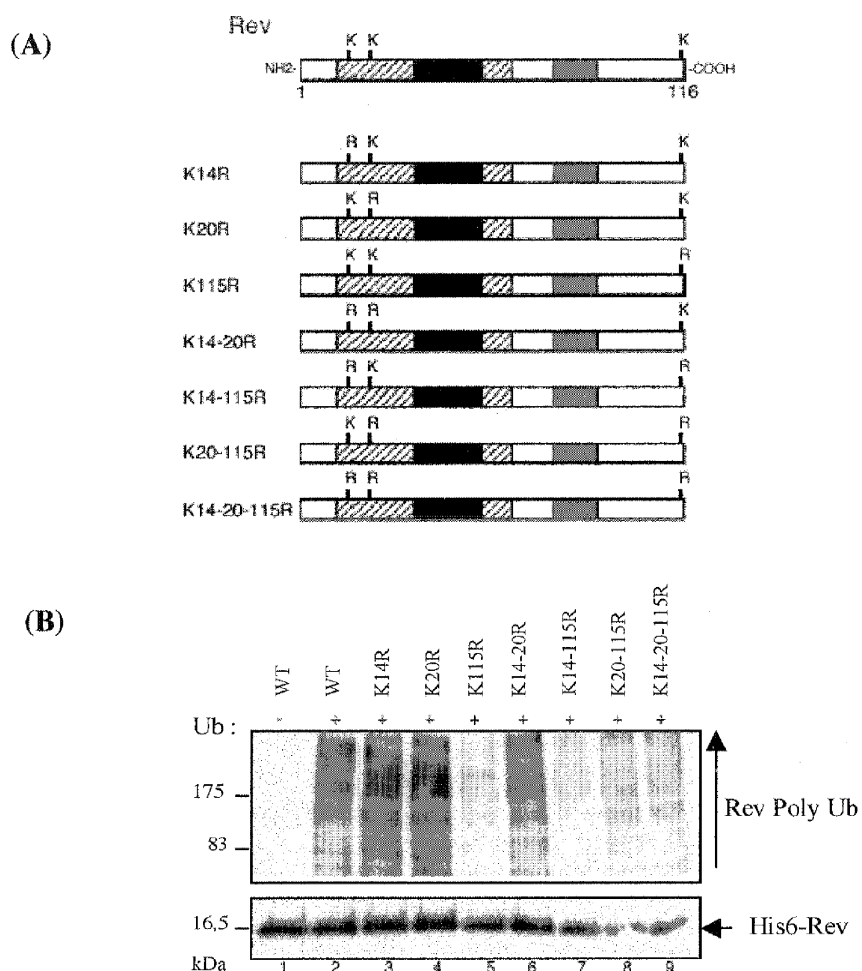 (A)
Rev
K K K
NH2- -COOH
1 116
R K K
K14R
K R K
K20R
K K R
K115R
R R K
K14-20R
R K R
K14-115R
K R R
K20-115R
R R R
K14-20-115R
(B)
WT WT K14R K20R K115R K14-20R K14-115R K20-115R K14-20-115R
Ub : - + + + + + + + +
175
Rev Poly Ub
83
16,5
His6-Rev
kDa 1 2 3 4 5 6 7 8 9